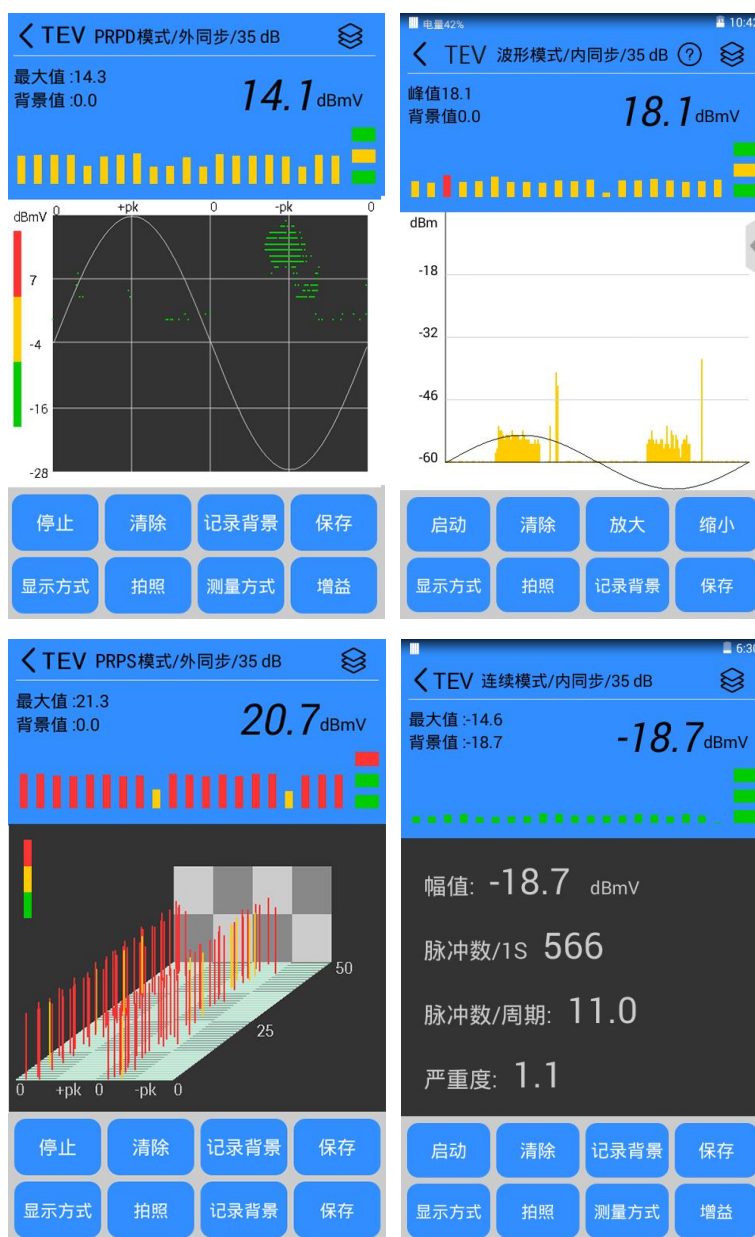 TEV PRPD模式/外同步/35 dB
最大值 :14.3
背景值 :0.0
14.1 dBmV
dBmV
0 +pk 0 -pk 0
7
-4
-16
-28
停止 清除 记录背景 保存
显示方式 拍照 测量方式 增益
电量42% 10:42
TEV 波形模式/内同步/35 dB ?
峰值18.1
背景值0.0
18.1 dBmV
dBm
-18
-32
-46
-60
启动 清除 放大 缩小
显示方式 拍照 记录背景 保存
TEV PRPS模式/外同步/35 dB
最大值 :21.3
背景值 :0.0
20.7 dBmV
50
25
0 +pk 0 -pk 0
停止 清除 记录背景 保存
显示方式 拍照 记录背景 保存
6:30
TEV 连续模式/内同步/35 dB
最大值 :-14.6
背景值 :-18.7
-18.7 dBmV
幅值: -18.7 dBmV
脉冲数/1S 566
脉冲数/周期: 11.0
严重度: 1.1
启动 清除 记录背景 保存
显示方式 拍照 测量方式 增益